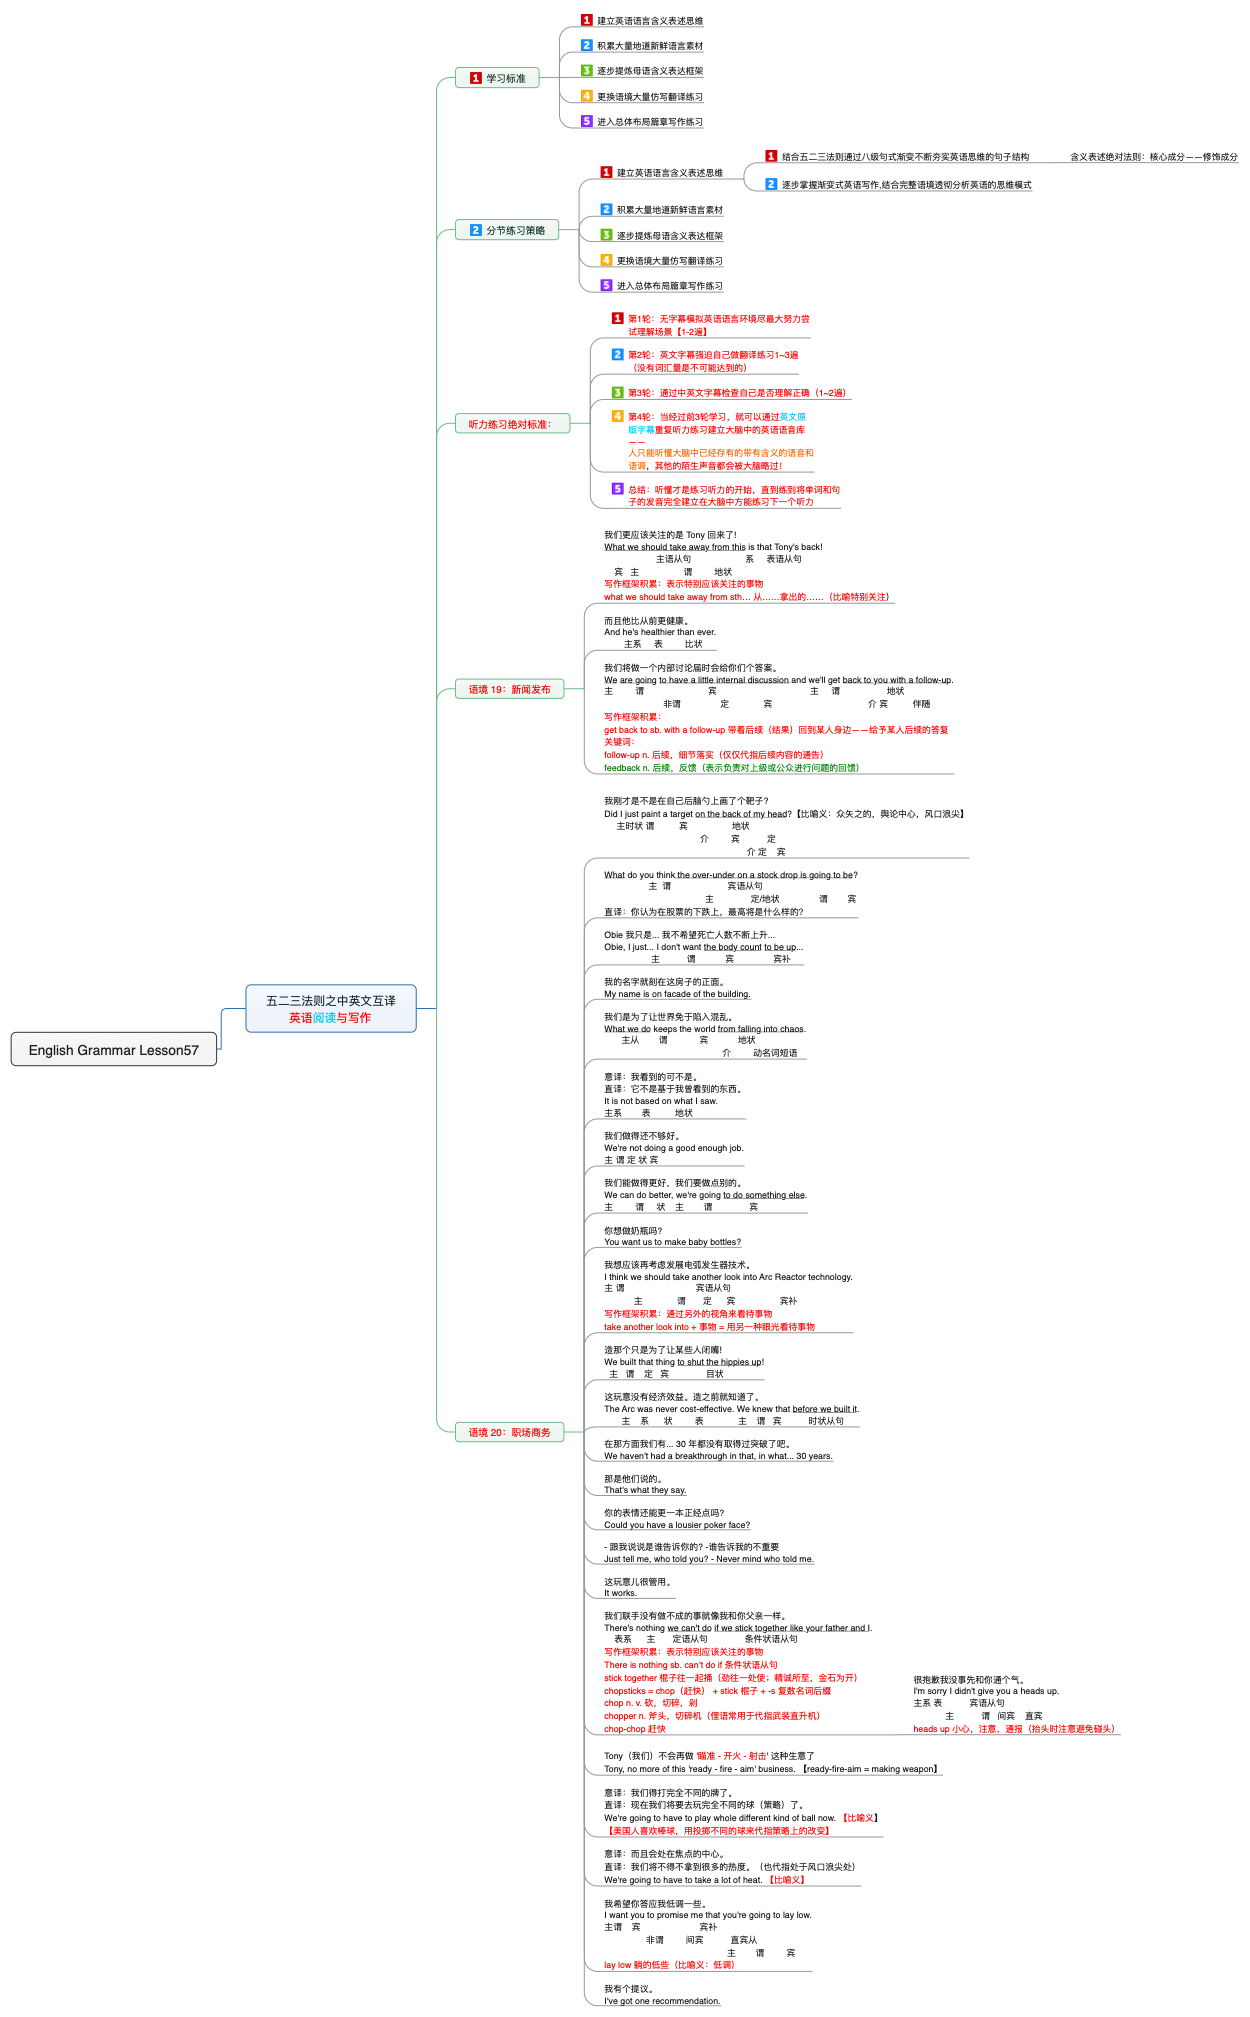 English Grammar Lesson57
五二三法则之中英文互译
英语阅读与写作
1 学习标准
1 建立英语语言含义表述思维
2 积累大量地道新鲜语言素材
3 逐步提炼母语含义表达框架
4 更换语境大量仿写翻译练习
5 进入总体布局篇章写作练习
2 分节练习策略
1 建立英语语言含义表述思维
1 结合五二三法则通过八级句式渐变不断夯实英语思维的句子结构
含义表述绝对法则：核心成分——修饰成分
2 逐步掌握渐变式英语写作,结合完整语境透彻分析英语的思维模式
2 积累大量地道新鲜语言素材
3 逐步提炼母语含义表达框架
4 更换语境大量仿写翻译练习
5 进入总体布局篇章写作练习
听力练习绝对标准：
1 第1轮：无字幕模拟英语语言环境尽最大努力尝
试理解场景【1-2遍】
2 第2轮：英文字幕强迫自己做翻译练习1~3遍
（没有词汇量是不可能达到的）
3 第3轮：通过中英文字幕检查自己是否理解正确（1~2遍）
4 第4轮：当经过前3轮学习，就可以通过英文原
版字幕重复听力练习建立大脑中的英语语音库
——
人只能听懂大脑中已经存有的带有含义的语音和
语调，其他的陌生声音都会被大脑略过！
5 总结：听懂才是练习听力的开始，直到练到将单词和句
子的发音完全建立在大脑中方能练习下一个听力
语境 19：新闻发布
我们更应该关注的是 Tony 回来了!
What we should take away from this is that Tony's back!
主语从句 系 表语从句
宾 主 谓 地状
写作框架积累：表示特别应该关注的事物
what we should take away from sth... 从……拿出的……（比喻特别关注）
而且他比从前更健康。
And he's healthier than ever.
主系 表 比状
我们将做一个内部讨论届时会给你们个答案。
We are going to have a little internal discussion and we'll get back to you with a follow-up.
主 谓 宾 主 谓 地状
非谓 定 宾 介 宾 伴随
写作框架积累：
get back to sb. with a follow-up 带着后续（结果）回到某人身边——给予某人后续的答复
关键词：
follow-up n. 后续，细节落实（仅仅代指后续内容的通告）
feedback n. 后续，反馈（表示负责对上级或公众进行问题的回馈）
语境 20：职场商务
我刚才是不是在自己后脑勺上画了个靶子?
Did I just paint a target on the back of my head?【比喻义：众矢之的，舆论中心，风口浪尖】
主时状 谓 宾 地状
介 宾 定
介 定 宾
What do you think the over-under on a stock drop is going to be?
主 谓 宾语从句
主 定/地状 谓 宾
直译：你认为在股票的下跌上，最高将是什么样的?
Obie 我只是... 我不希望死亡人数不断上升...
Obie, I just... I don't want the body count to be up...
主 谓 宾 宾补
我的名字就刻在这房子的正面。
My name is on facade of the building.
我们是为了让世界免于陷入混乱。
What we do keeps the world from falling into chaos.
主从 谓 宾 地状
介 动名词短语
意译：我看到的可不是。
直译：它不是基于我曾看到的东西。
It is not based on what I saw.
主系 表 地状
我们做得还不够好。
We're not doing a good enough job.
主 谓 定 状 宾
我们能做得更好，我们要做点别的。
We can do better, we're going to do something else.
主 谓 状 主 谓 宾
你想做奶瓶吗?
You want us to make baby bottles?
我想应该再考虑发展电弧发生器技术。
I think we should take another look into Arc Reactor technology.
主 谓 宾语从句
主 谓 定 宾 宾补
写作框架积累：通过另外的视角来看待事物
take another look into + 事物 = 用另一种眼光看待事物
造那个只是为了让某些人闭嘴!
We built that thing to shut the hippies up!
主 谓 定 宾 目状
这玩意没有经济效益。造之前就知道了。
The Arc was never cost-effective. We knew that before we built it.
主 系 状 表 主 谓 宾 时状从句
在那方面我们有... 30 年都没有取得过突破了吧。
We haven't had a breakthrough in that, in what... 30 years.
那是他们说的。
That's what they say.
你的表情还能更一本正经点吗?
Could you have a lousier poker face?
- 跟我说说是谁告诉你的? -谁告诉我的不重要
Just tell me, who told you? - Never mind who told me.
这玩意儿很管用。
It works.
我们联手没有做不成的事就像我和你父亲一样。
There's nothing we can't do if we stick together like your father and I.
表系 主 定语从句 条件状语从句
写作框架积累：表示特别应该关注的事物
There is nothing sb. can't do if 条件状语从句
stick together 棍子往一起捅（劲往一处使；精诚所至，金石为开）
chopsticks = chop（赶快） + stick 棍子 + -s 复数名词后缀
chop n. v. 砍，切碎，剁
chopper n. 斧头，切碎机（俚语常用于代指武装直升机）
chop-chop 赶快
很抱歉我没事先和你通个气。
I'm sorry I didn't give you a heads up.
主系 表 宾语从句
主 谓 间宾 直宾
heads up 小心，注意，通报（抬头时注意避免碰头）
Tony（我们）不会再做 '瞄准 - 开火 - 射击' 这种生意了
Tony, no more of this 'ready - fire - aim' business. 【ready-fire-aim = making weapon】
意译：我们得打完全不同的牌了。
直译：现在我们将要去玩完全不同的球（策略）了。
We're going to have to play whole different kind of ball now. 【比喻义】
【美国人喜欢棒球，用投掷不同的球来代指策略上的改变】
意译：而且会处在焦点的中心。
直译：我们将不得不拿到很多的热度。（也代指处于风口浪尖处）
We're going to have to take a lot of heat. 【比喻义】
我希望你答应我低调一些。
I want you to promise me that you're going to lay low.
主谓 宾 宾补
非谓 间宾 直宾从
主 谓 宾
lay low 躺的低些（比喻义：低调）
我有个提议。
I've got one recommendation.